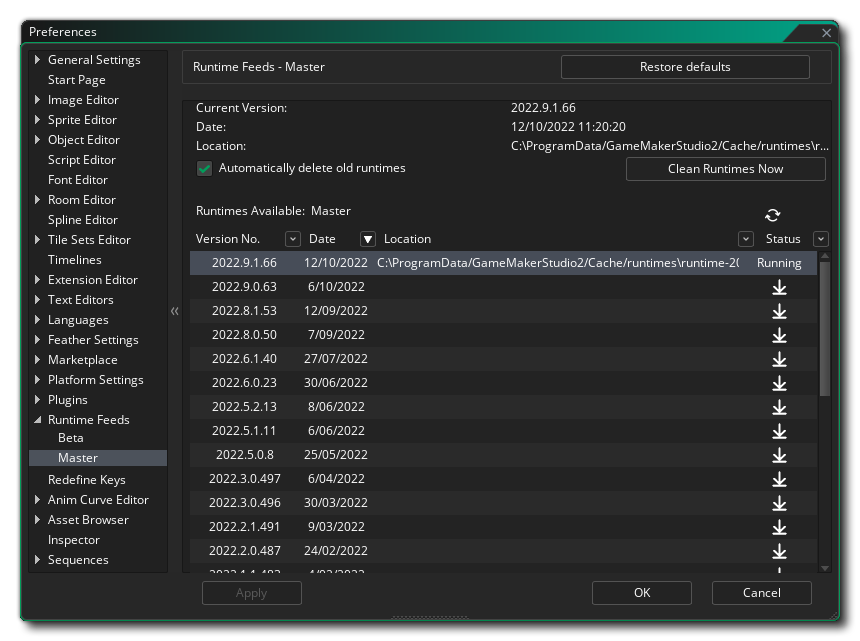 Preferences
General Settings
Start Page
Image Editor
Sprite Editor
Object Editor
Script Editor
Font Editor
Room Editor
Spline Editor
Tile Sets Editor
Timelines
Extension Editor
Text Editors
Languages
Feather Settings
Marketplace
Platform Settings
Plugins
Runtime Feeds
Beta
Master
Redefine Keys
Anim Curve Editor
Asset Browser
Inspector
Sequences
Runtime Feeds - Master
Restore defaults
Current Version: 2022.9.1.66
Date: 12/10/2022 11:20:20
Location: C:\ProgramData/GameMakerStudio2/Cache/runtimes\r...
Automatically delete old runtimes
Clean Runtimes Now
Runtimes Available: Master
Version No. Date Location Status
2022.9.1.66 12/10/2022 C:\ProgramData/GameMakerStudio2/Cache/runtimes\runtime-20 Running
2022.9.0.63 6/10/2022
2022.8.1.53 12/09/2022
2022.8.0.50 7/09/2022
2022.6.1.40 27/07/2022
2022.6.0.23 30/06/2022
2022.5.2.13 8/06/2022
2022.5.1.11 6/06/2022
2022.5.0.8 25/05/2022
2022.3.0.497 6/04/2022
2022.3.0.496 30/03/2022
2022.2.1.491 9/03/2022
2022.2.0.487 24/02/2022
Apply
OK
Cancel